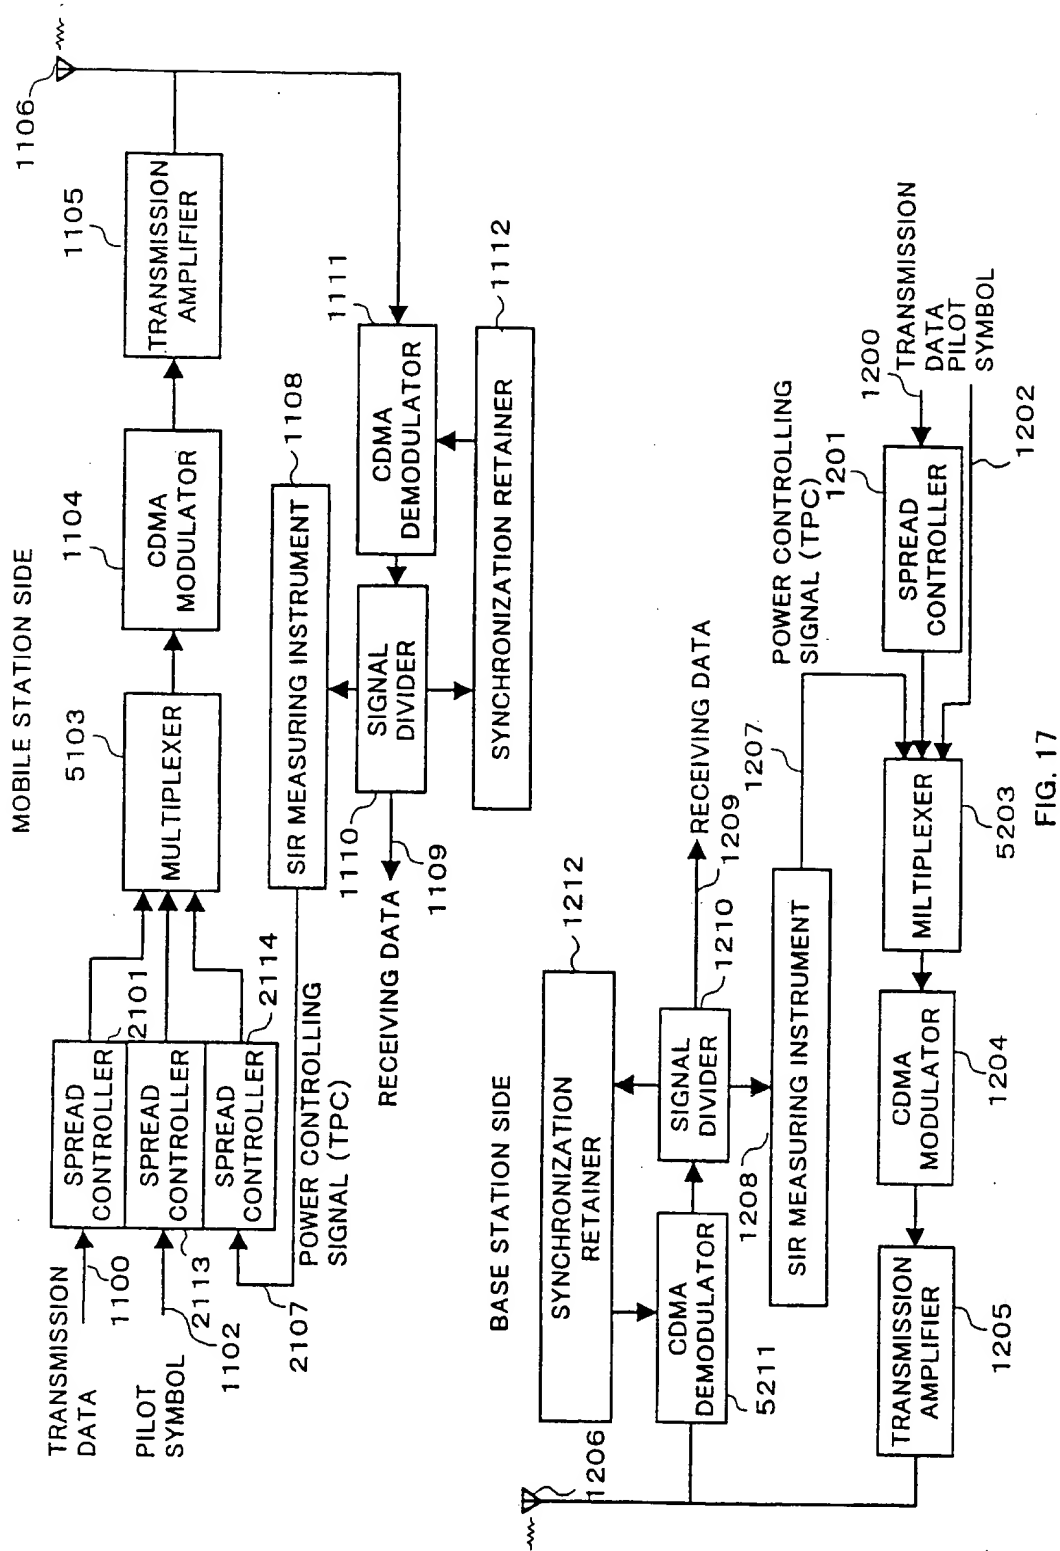 MOBILE STATION SIDE
TRANSMISSION
DATA
1100
PILOT
SYMBOL
1102
SPREAD
CONTROLLER
2101
SPREAD
CONTROLLER
2113
SPREAD
CONTROLLER
2114
2107
POWER CONTROLLING
SIGNAL (TPC)
5103
MULTIPLEXER
1104
CDMA
MODULATOR
1105
TRANSMISSION
AMPLIFIER
1106
SIR MEASURING INSTRUMENT
1108
RECEIVING DATA
1109
1110
SIGNAL
DIVIDER
1111
CDMA
DEMODULATOR
SYNCHRONIZATION RETAINER
1112
BASE STATION SIDE
1206
SYNCHRONIZATION
RETAINER
1212
CDMA
DEMODULATOR
5211
SIGNAL
DIVIDER
1210
1209
RECEIVING DATA
1208
SIR MEASURING INSTRUMENT
1207
POWER CONTROLLING
SIGNAL (TPC)
TRANSMISSION
AMPLIFIER
1205
CDMA
MODULATOR
1204
MILTIPLEXER
5203
1201
SPREAD
CONTROLLER
1200
TRANSMISSION
DATA
PILOT
SYMBOL
1202
FIG. 17